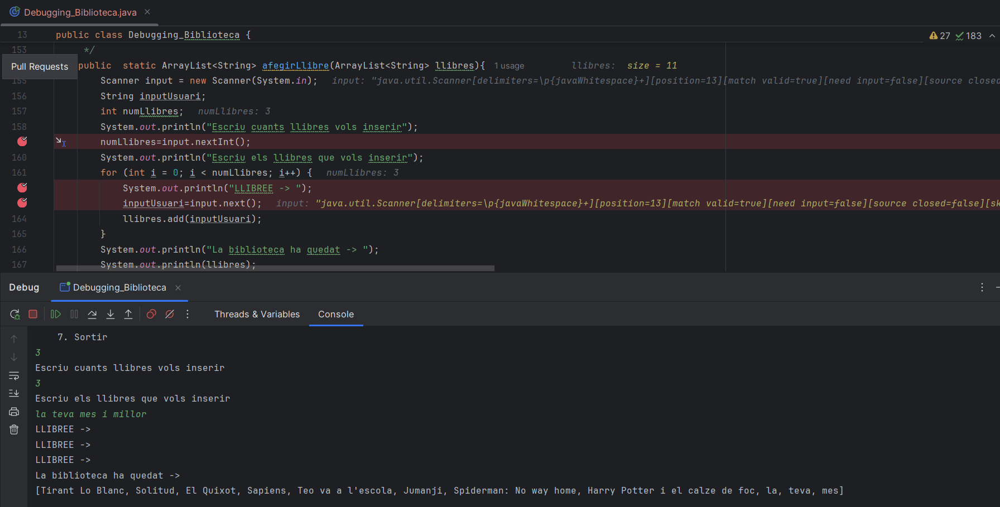 Debugging_Biblioteca.java
13 public class Debugging_Biblioteca {
27 183
153 */
Pull Requests
public static ArrayList<String> afegirLlibre(ArrayList<String> llibres){ 1 usage llibres: size = 11
155 Scanner input = new Scanner(System.in); input: "java.util.Scanner[delimiters=\p{javaWhitespace}+][position=13][match valid=true][need input=false][source closed
156 String inputUsuari;
157 int numLlibres; numLlibres: 3
158 System.out.println("Escriu cuants llibres vols inserir");
numLlibres=input.nextInt();
160 System.out.println("Escriu els llibres que vols inserir");
161 for (int i = 0; i < numLlibres; i++) { numLlibres: 3
System.out.println("LLIBREE -> ");
inputUsuari=input.next(); input: "java.util.Scanner[delimiters=\p{javaWhitespace}+][position=13][match valid=true][need input=false][source closed=false][sk
164 llibres.add(inputUsuari);
165 }
166 System.out.println("La biblioteca ha quedat -> ");
167 System.out.println(llibres);
Debug Debugging_Biblioteca
Threads & Variables Console
7. Sortir
3
Escriu cuants llibres vols inserir
3
Escriu els llibres que vols inserir
la teva mes i millor
LLIBREE ->
LLIBREE ->
LLIBREE ->
La biblioteca ha quedat ->
[Tirant Lo Blanc, Solitud, El Quixot, Sapiens, Teo va a l'escola, Jumanji, Spiderman: No way home, Harry Potter i el calze de foc, la, teva, mes]